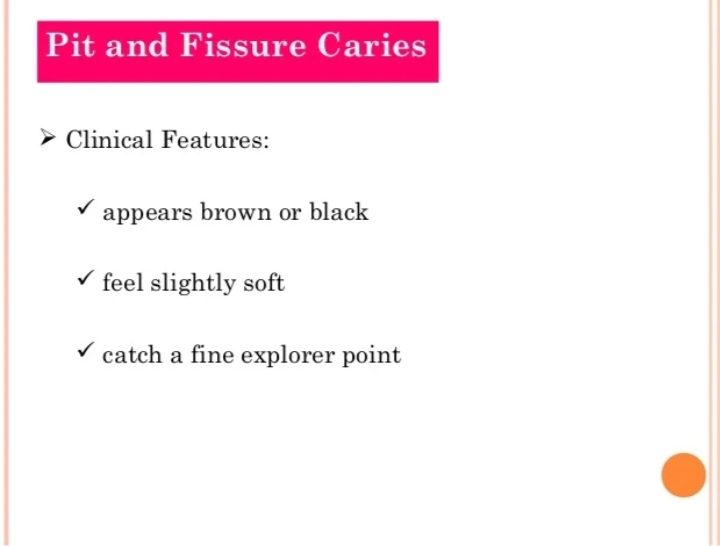 Pit and Fissure Caries
➢ Clinical Features:
✓ appears brown or black
✓ feel slightly soft
✓ catch a fine explorer point